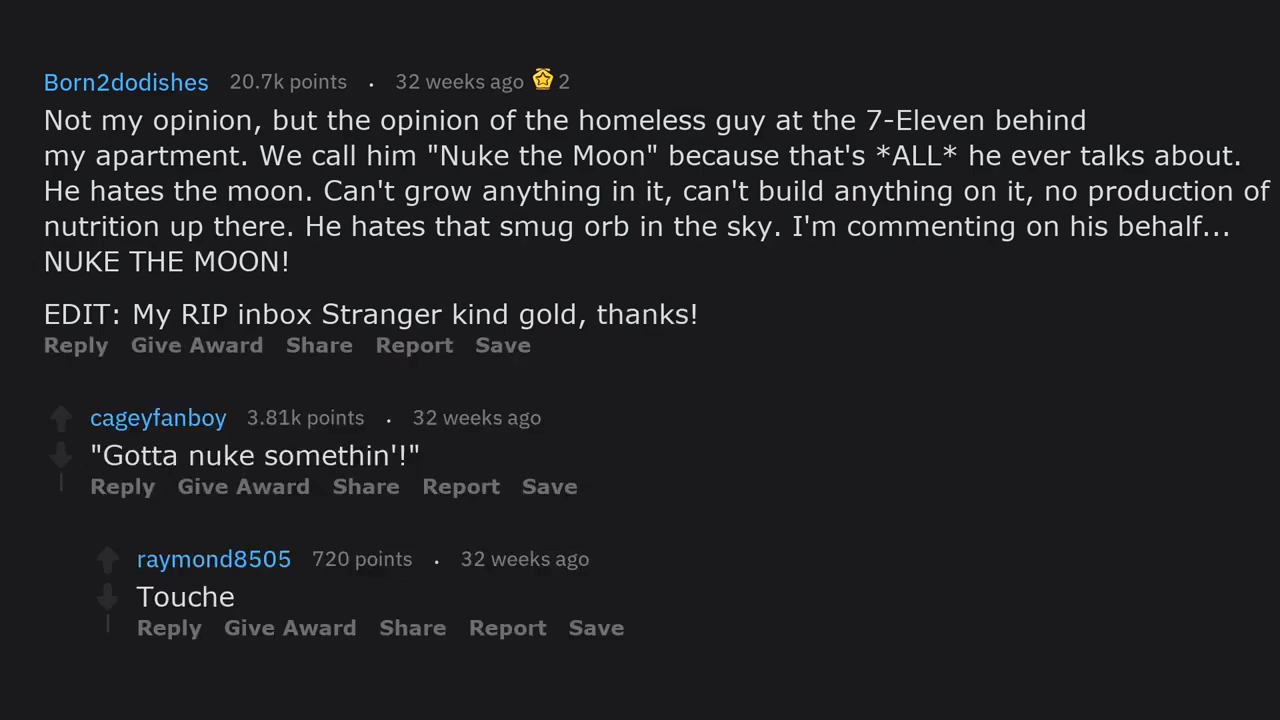 Born2dodishes 20.7k points . 32 weeks ago 2
Not my opinion, but the opinion of the homeless guy at the 7-Eleven behind
my apartment. We call him "Nuke the Moon" because that's *ALL* he ever talks about.
He hates the moon. Can't grow anything in it, can't build anything on it, no production of
nutrition up there. He hates that smug orb in the sky. I'm commenting on his behalf...
NUKE THE MOON!
EDIT: My RIP inbox Stranger kind gold, thanks!
Reply Give Award Share Report Save
cageyfanboy 3.81k points . 32 weeks ago
"Gotta nuke somethin'!"
Reply Give Award Share Report Save
raymond8505 720 points . 32 weeks ago
Touche
Reply Give Award Share Report Save